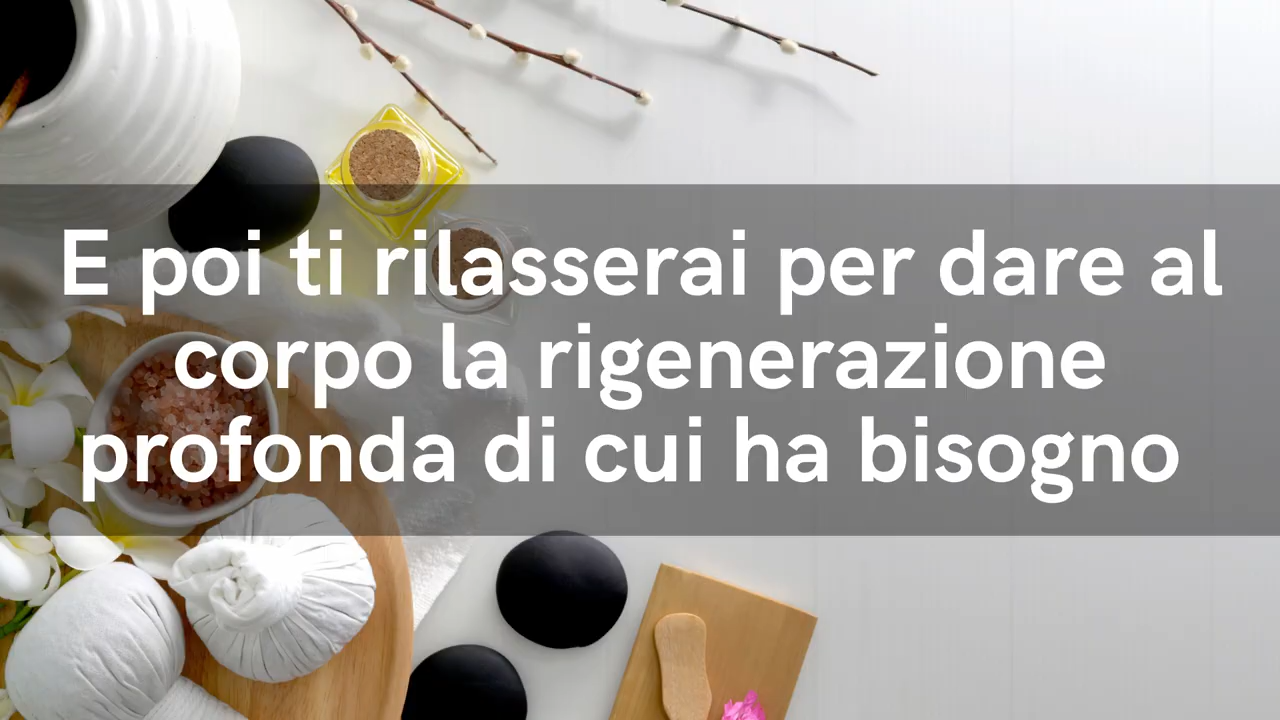 E poi ti rilasserai per dare al
corpo la rigenerazione
profonda di cui ha bisogno